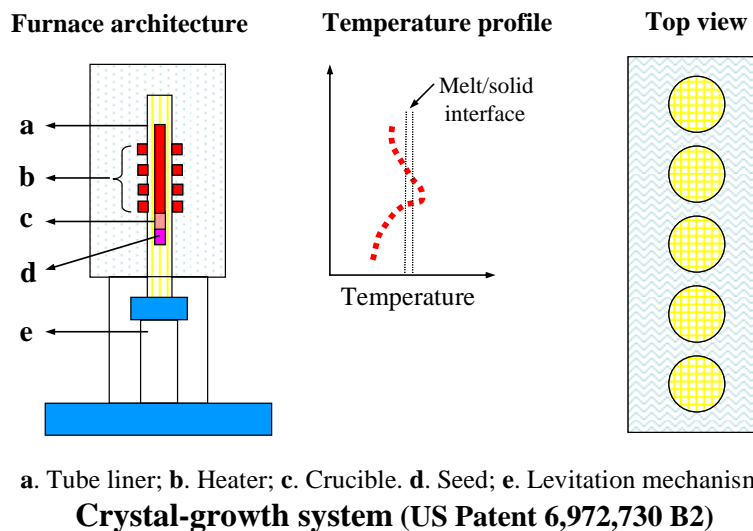 Furnace architecture
Temperature profile
Top view
Melt/solid
interface
a
b
c
d
e
Temperature
a. Tube liner; b. Heater; c. Crucible. d. Seed; e. Levitation mechanism
Crystal-growth system (US Patent 6,972,730 B2)